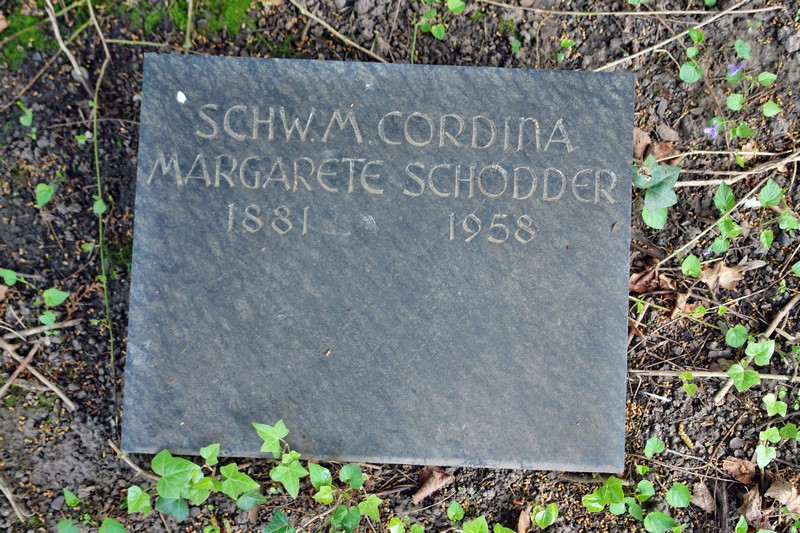 SCHW. M. CORDINA
MARGARETE SCHODDER
1881 1958